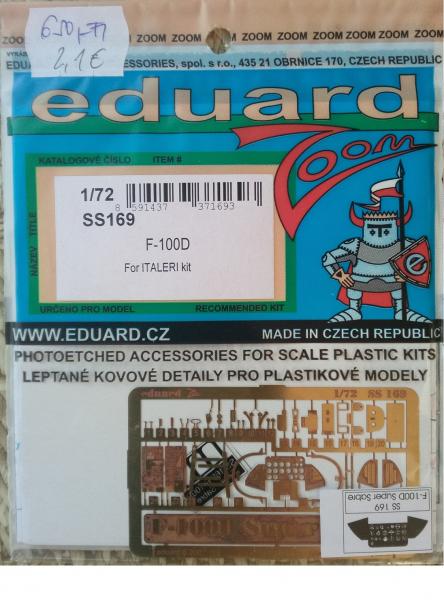 ZOOM ZOOM ZOOM ZOOM ZOOM ZOOM
2,1€
EDUARD ACCESSORIES, spol. s r.o., 435 21 OBRNICE 170, CZECH REPUBLIC
eduard
Zoom
KATALOGOVÉ ČÍSLO ITEM #
1/72
8 591437 371693
SS169
F-100D
For ITALERI kit
NÁZEV TITLE
e
URČENO PRO MODEL RECOMMENDED KIT
WWW.EDUARD.CZ MADE IN CZECH REPUBLIC
PHOTOETCHED ACCESSORIES FOR SCALE PLASTIC KITS
LEPTANÉ KOVOVÉ DETAILY PRO PLASTIKOVÉ MODELY
eduard Zoom 1/72 SS 169
SS 169
F-100D Super Sabre
eduard